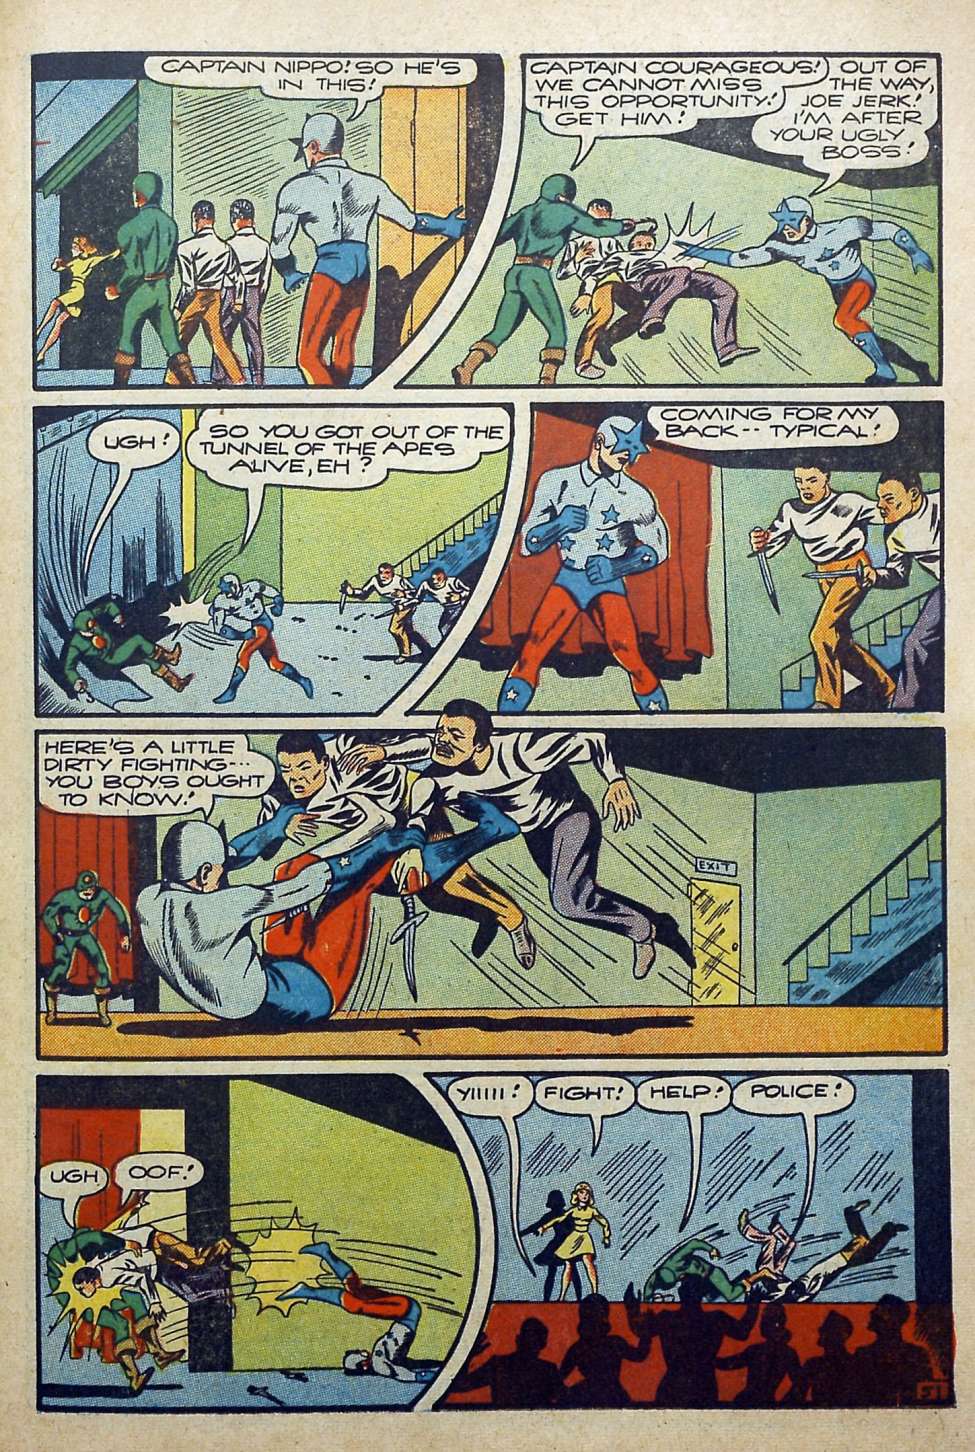 CAPTAIN NIPPO! SO HE'S
IN THIS!
CAPTAIN COURAGEOUS!
WE CANNOT MISS
THIS OPPORTUNITY!
GET HIM!
OUT OF
THE WAY,
JOE JERK!
I'M AFTER
YOUR UGLY
BOSS!
UGH!
SO YOU GOT OUT OF THE
TUNNEL OF THE APES
ALIVE, EH?
COMING FOR MY
BACK-- TYPICAL!
HERE'S A LITTLE
DIRTY FIGHTING---
YOU BOYS OUGHT
TO KNOW!
EXIT
UGH
OOF!
YIIIII!
FIGHT!
HELP!
POLICE!
51